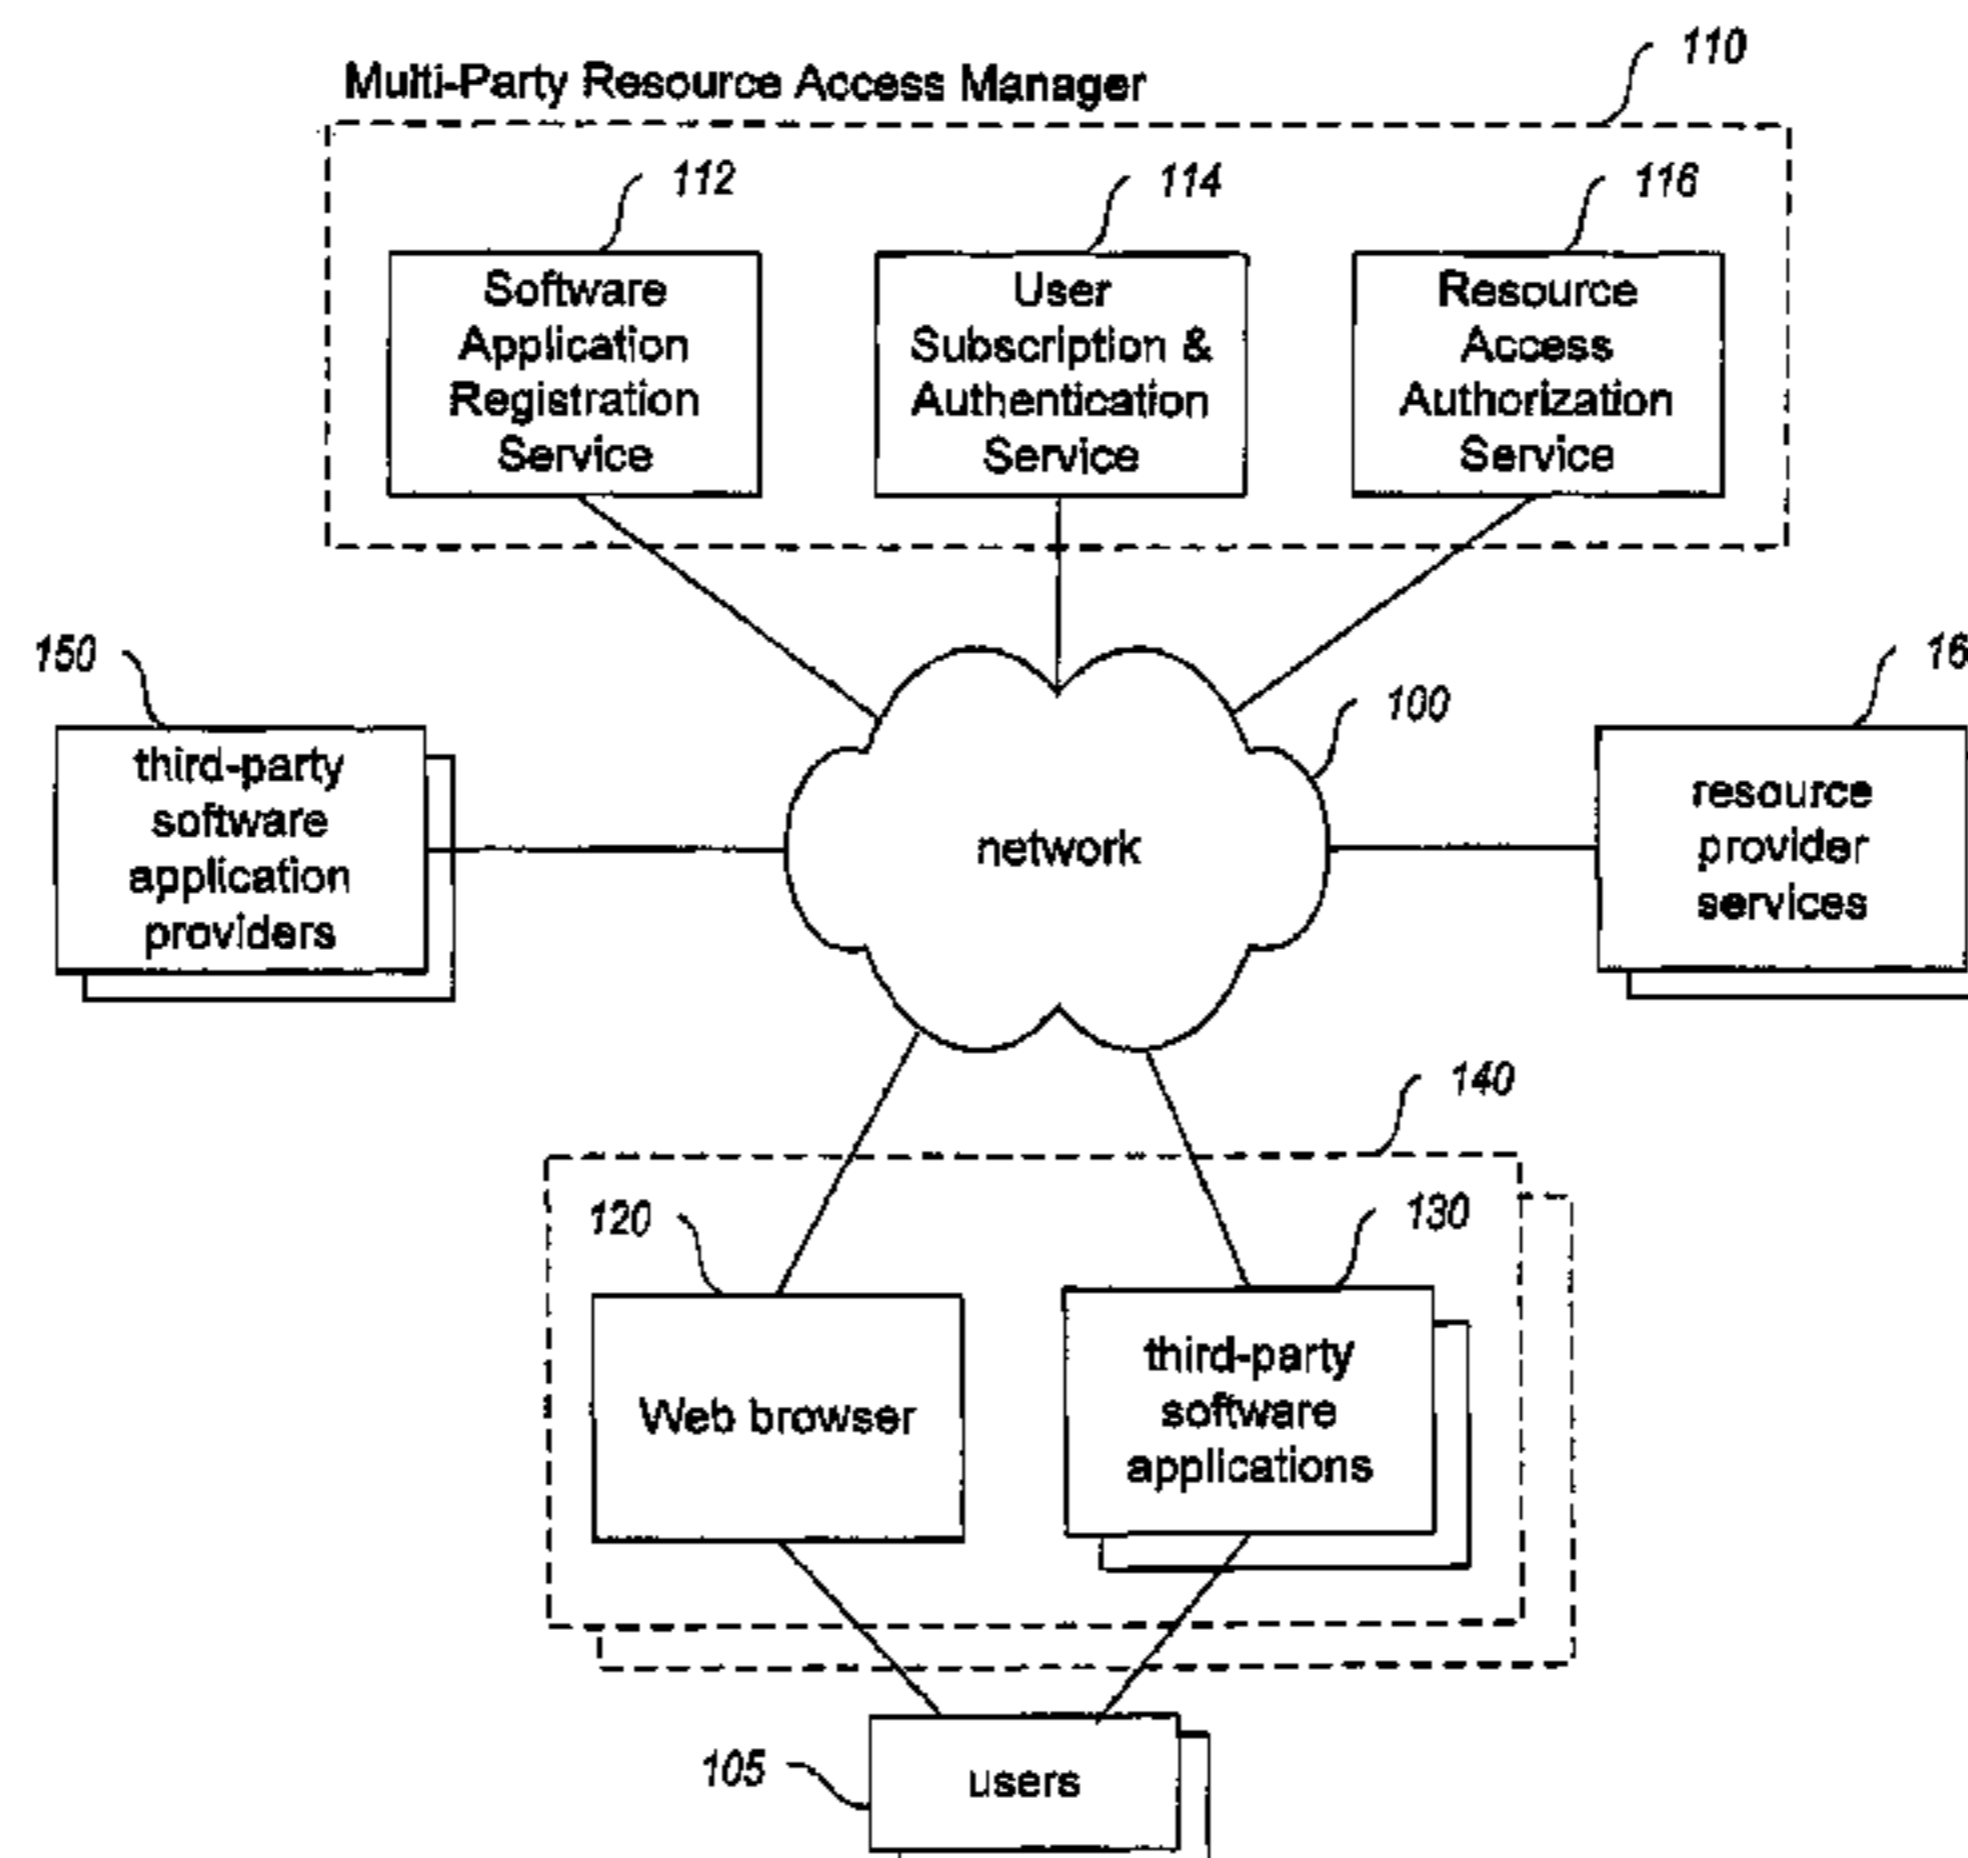 110
Multi-Party Resource Access Manager
112
114
116
Software
Application
Registration
Service
User
Subscription &
Authentication
Service
Resource
Access
Authorization
Service
150
16
100
third-party
software
application
providers
network
resource
provider
services
140
120
130
Web browser
third-party
software
applications
105
users